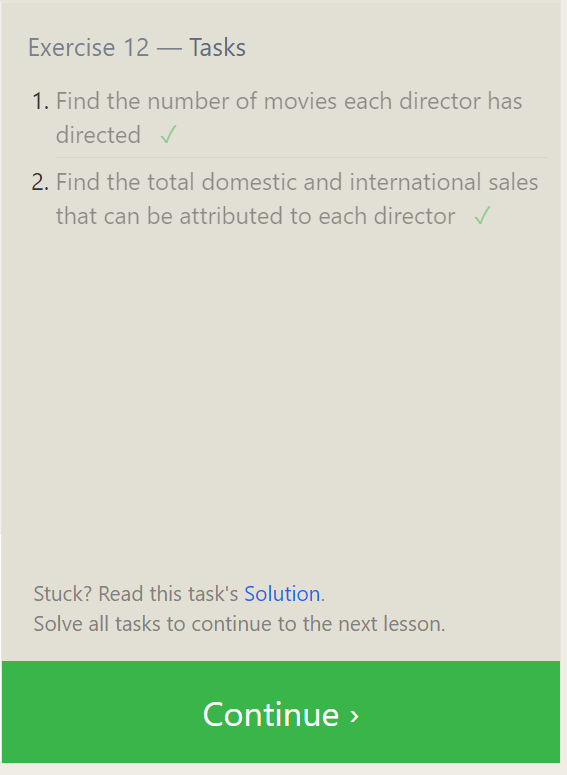 Exercise 12 — Tasks
1. Find the number of movies each director has
directed ✓
2. Find the total domestic and international sales
that can be attributed to each director ✓
Stuck? Read this task's Solution.
Solve all tasks to continue to the next lesson.
Continue ›